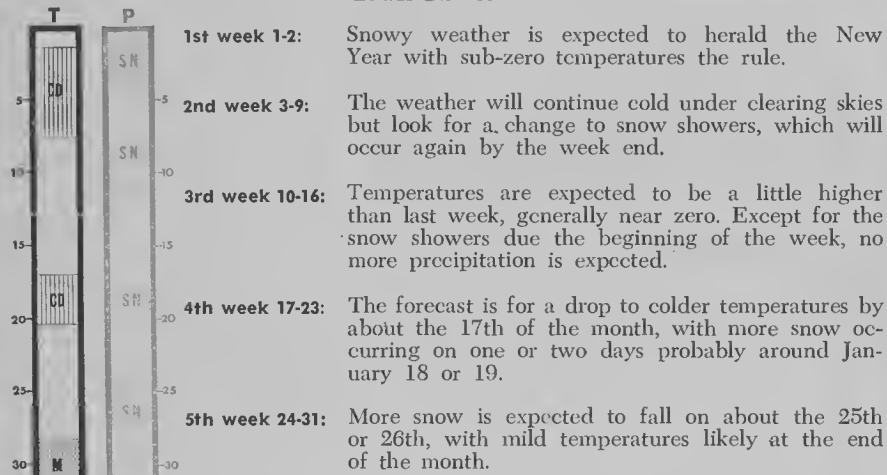 T P
1st week 1-2: Snowy weather is expected to herald the New
Year with sub-zero temperatures the rule.
SN
CD
5 5
2nd week 3-9: The weather will continue cold under clearing skies
but look for a change to snow showers, which will
occur again by the week end.
SN
10 10
3rd week 10-16: Temperatures are expected to be a little higher
than last week, generally near zero. Except for the
snow showers due the beginning of the week, no
more precipitation is expected.
15 15
CD SN
4th week 17-23: The forecast is for a drop to colder temperatures by
about the 17th of the month, with more snow oc-
curring on one or two days probably around Jan-
uary 18 or 19.
20 20
25 25
SN
5th week 24-31: More snow is expected to fall on about the 25th
or 26th, with mild temperatures likely at the end
of the month.
30 M 30